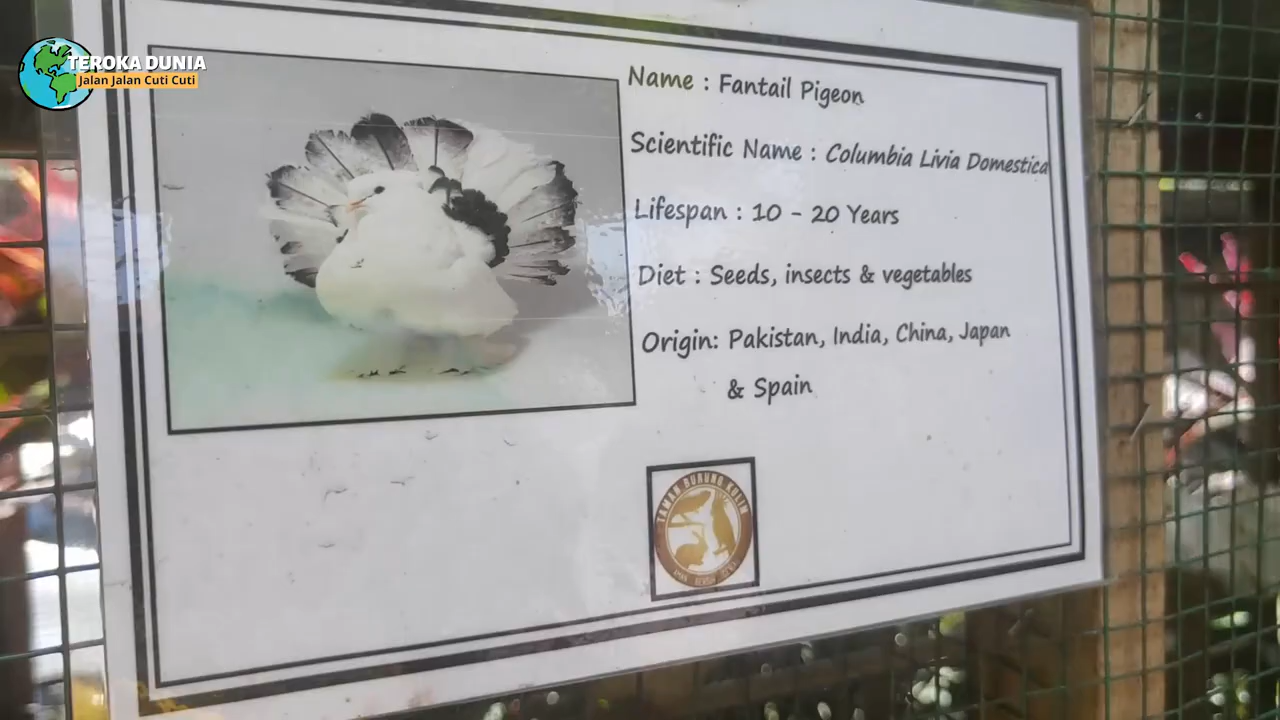 TEROKA DUNIA
Jalan Jalan Cuti Cuti
Name : Fantail Pigeon
Scientific Name : Columbia Livia Domestica
Lifespan : 10 - 20 Years
Diet : Seeds, insects & vegetables
Origin: Pakistan, India, China, Japan
& Spain
TAMAN BURUNG KULIM